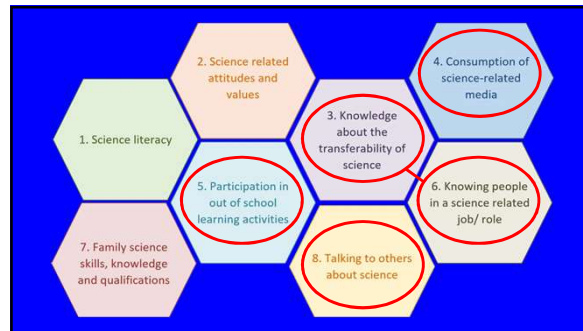 1. Science literacy
2. Science related
attitudes and
values
3. Knowledge
about the
transferability of
science
4. Consumption of
science-related
media
5. Participation in
out of school
learning activities
6. Knowing people
in a science related
job/ role
7. Family science
skills, knowledge
and qualifications
8. Talking to others
about science